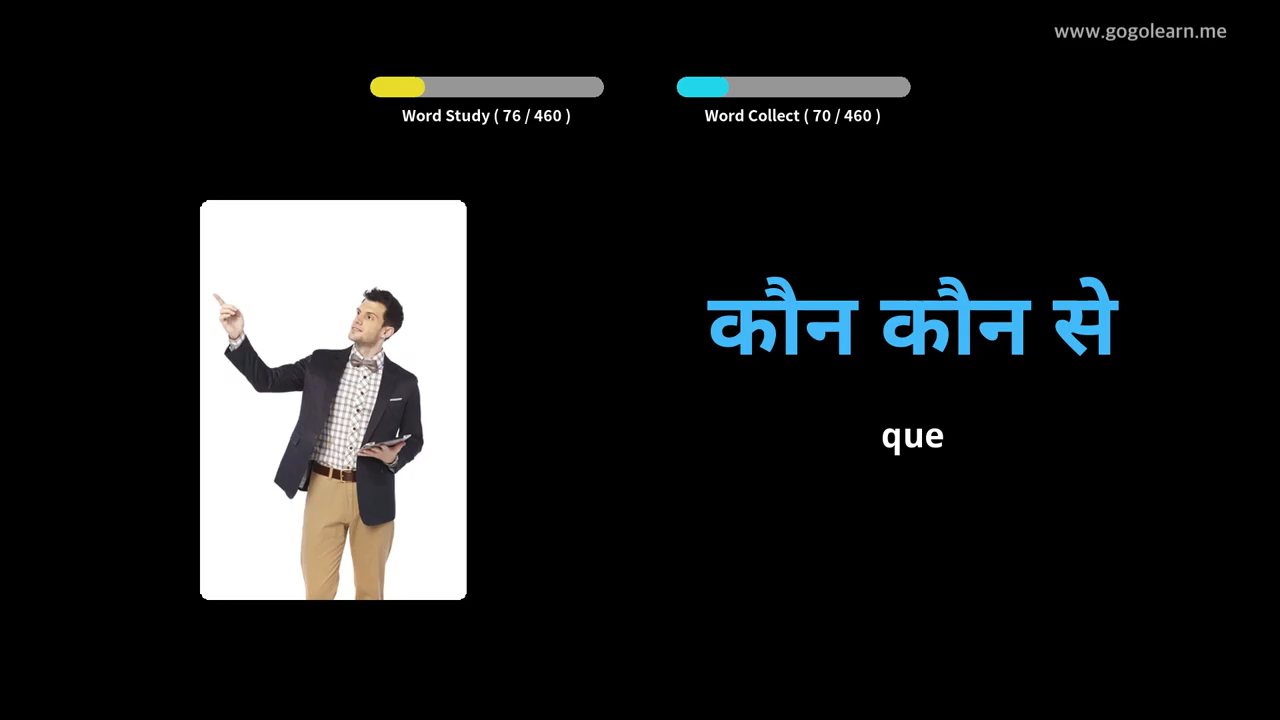 www.gogolearn.me
Word Study ( 76 / 460 )
Word Collect ( 70 / 460 )
कौन कौन से
que